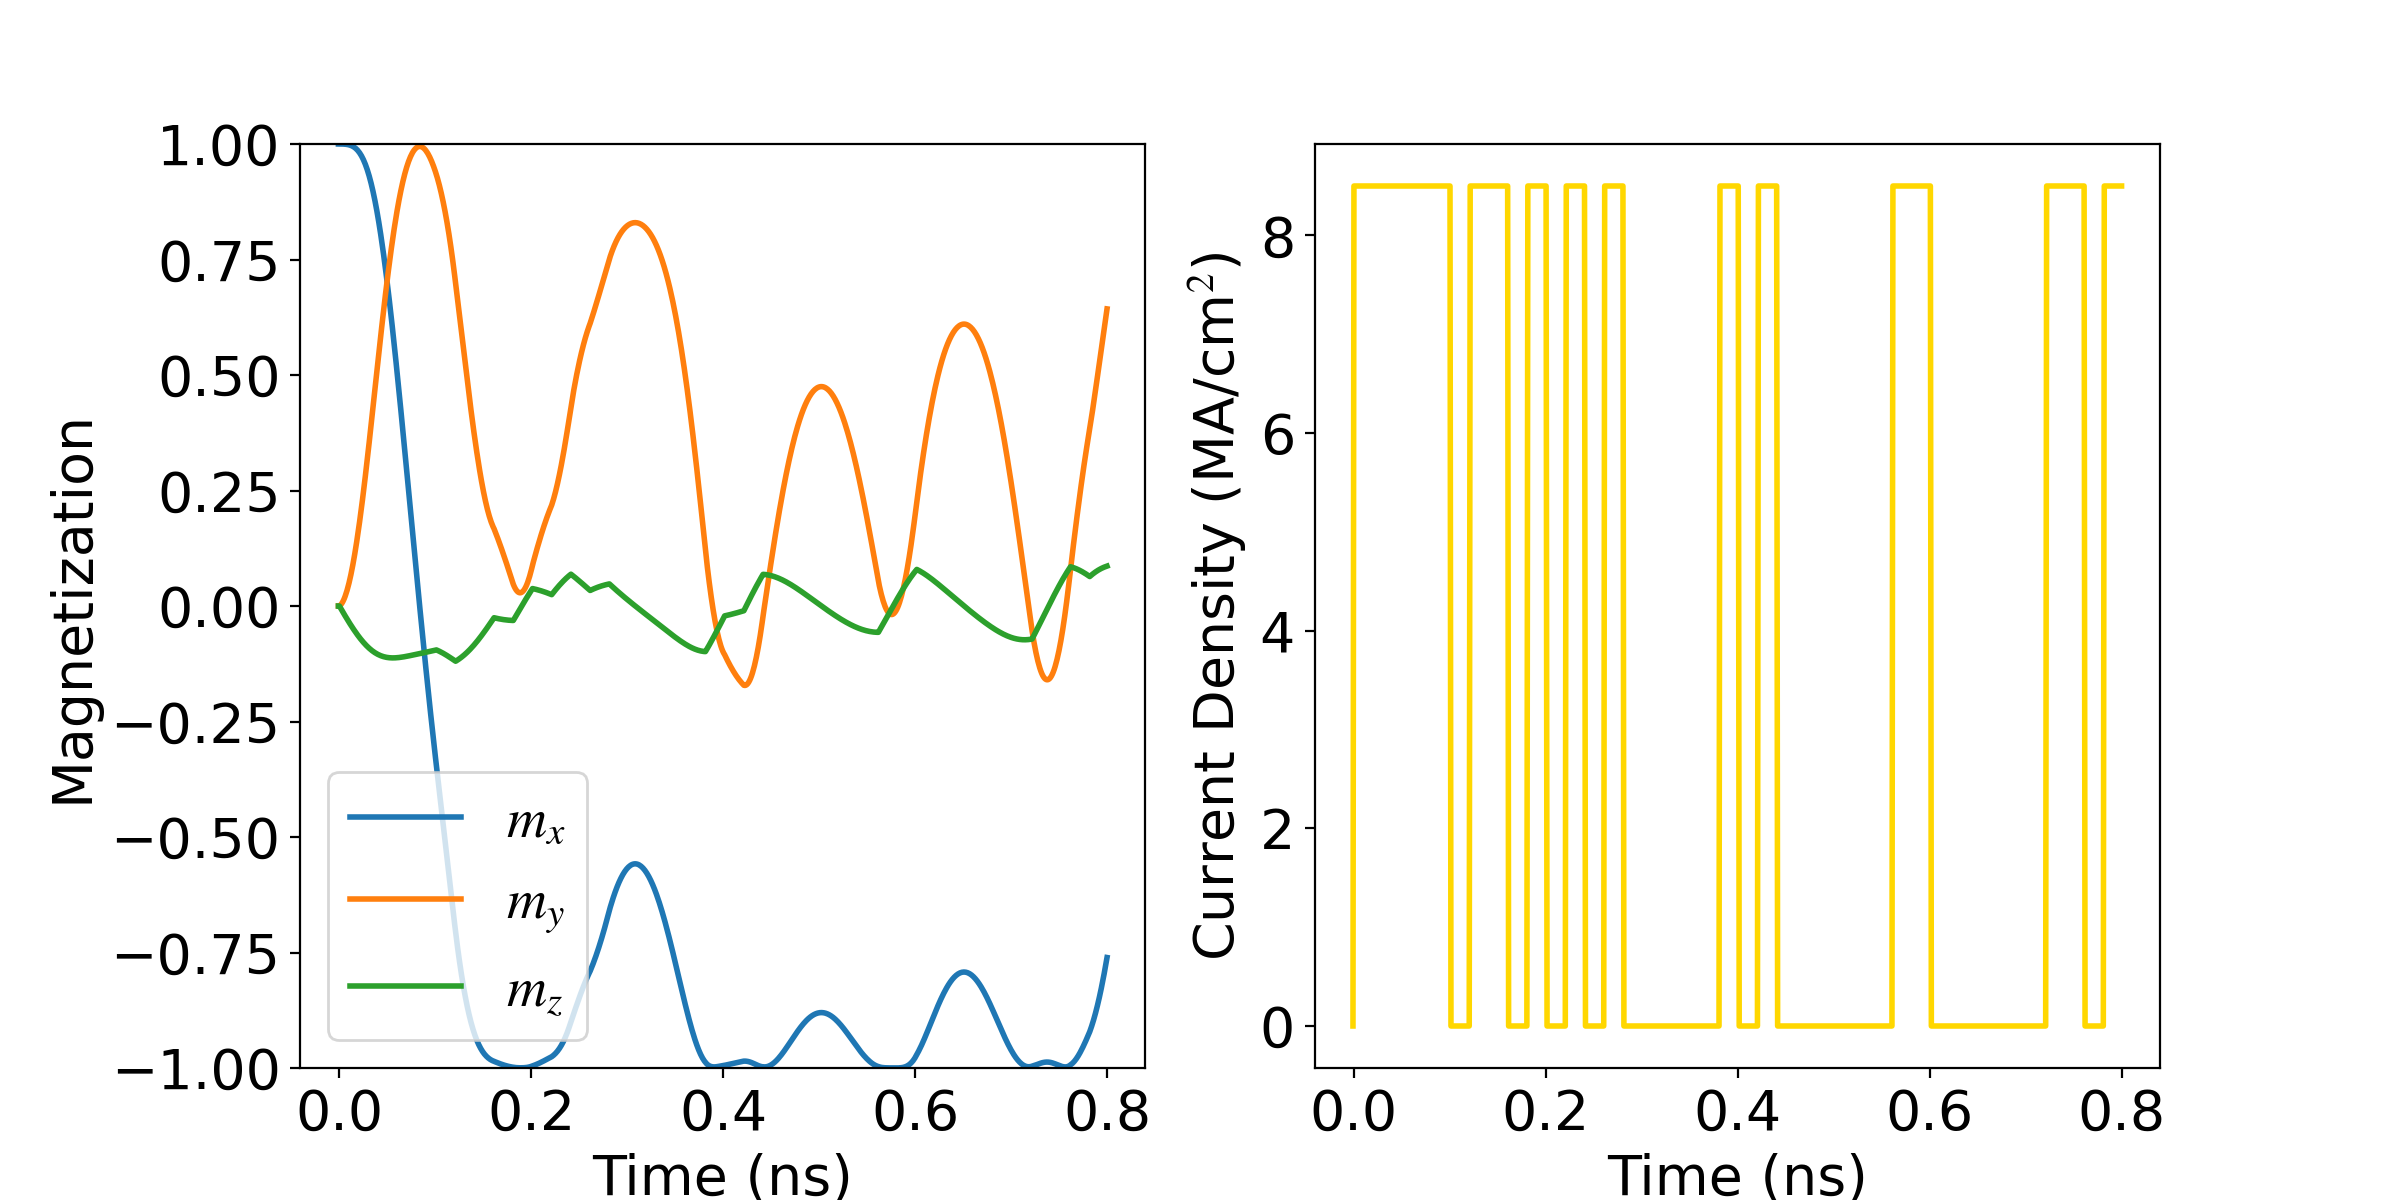 1.00
0.75
0.50
0.25
0.00
−0.25
−0.50
−0.75
−1.00
Magnetization
m_x
m_y
m_z
0.0 0.2 0.4 0.6 0.8
Time (ns)
8
6
4
2
0
Current Density (MA/cm²)
0.0 0.2 0.4 0.6 0.8
Time (ns)